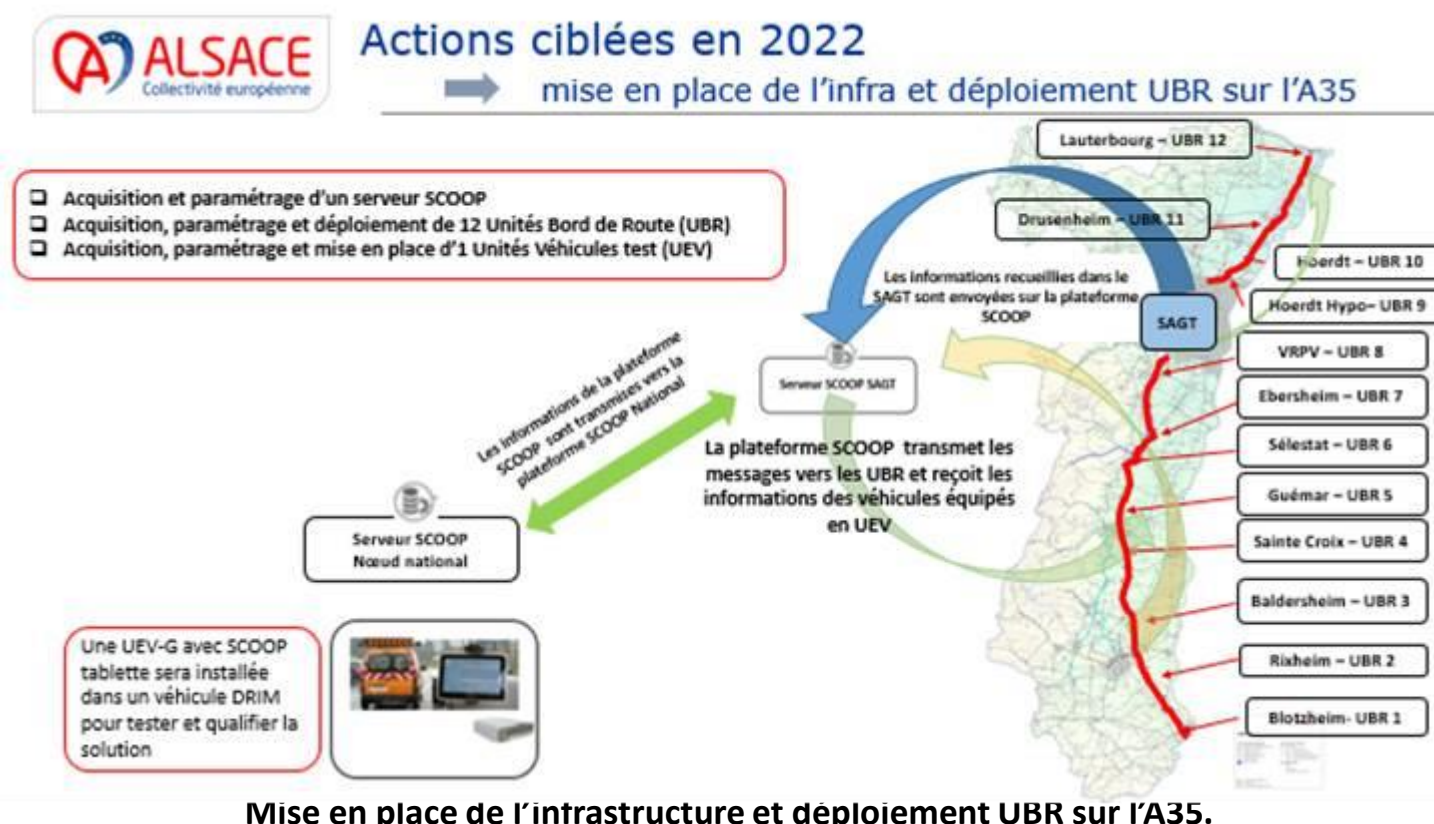 ALSACE
Collectivité européenne
Actions ciblées en 2022
mise en place de l'infra et déploiement UBR sur l'A35
Acquisition et paramétrage d'un serveur SCOOP
Acquisition, paramétrage et déploiement de 12 Unités Bord de Route (UBR)
Acquisition, paramétrage et mise en place d'1 Unités Véhicules test (UEV)
Lauterbourg – UBR 12
Drusenheim – UBR 11
Hoerdt – UBR 10
Hoerdt Hypo– UBR 9
Les informations recueillies dans le
SAGT sont envoyées sur la plateforme
SCOOP
SAGT
VRPV – UBR 8
Ebersheim – UBR 7
Sélestat – UBR 6
Guémar – UBR 5
Sainte Croix – UBR 4
Baldersheim – UBR 3
Rixheim – UBR 2
Blotzheim- UBR 1
Serveur SCOOP SAGT
Les informations de la plateforme
SCOOP sont transmises vers la
plateforme SCOOP National
La plateforme SCOOP transmet les
messages vers les UBR et reçoit les
informations des véhicules équipés
en UEV
Serveur SCOOP
Nœud national
Une UEV-G avec SCOOP
tablette sera installée
dans un véhicule DRIM
pour tester et qualifier la
solution
Mise en place de l'infrastructure et déploiement UBR sur l'A35.